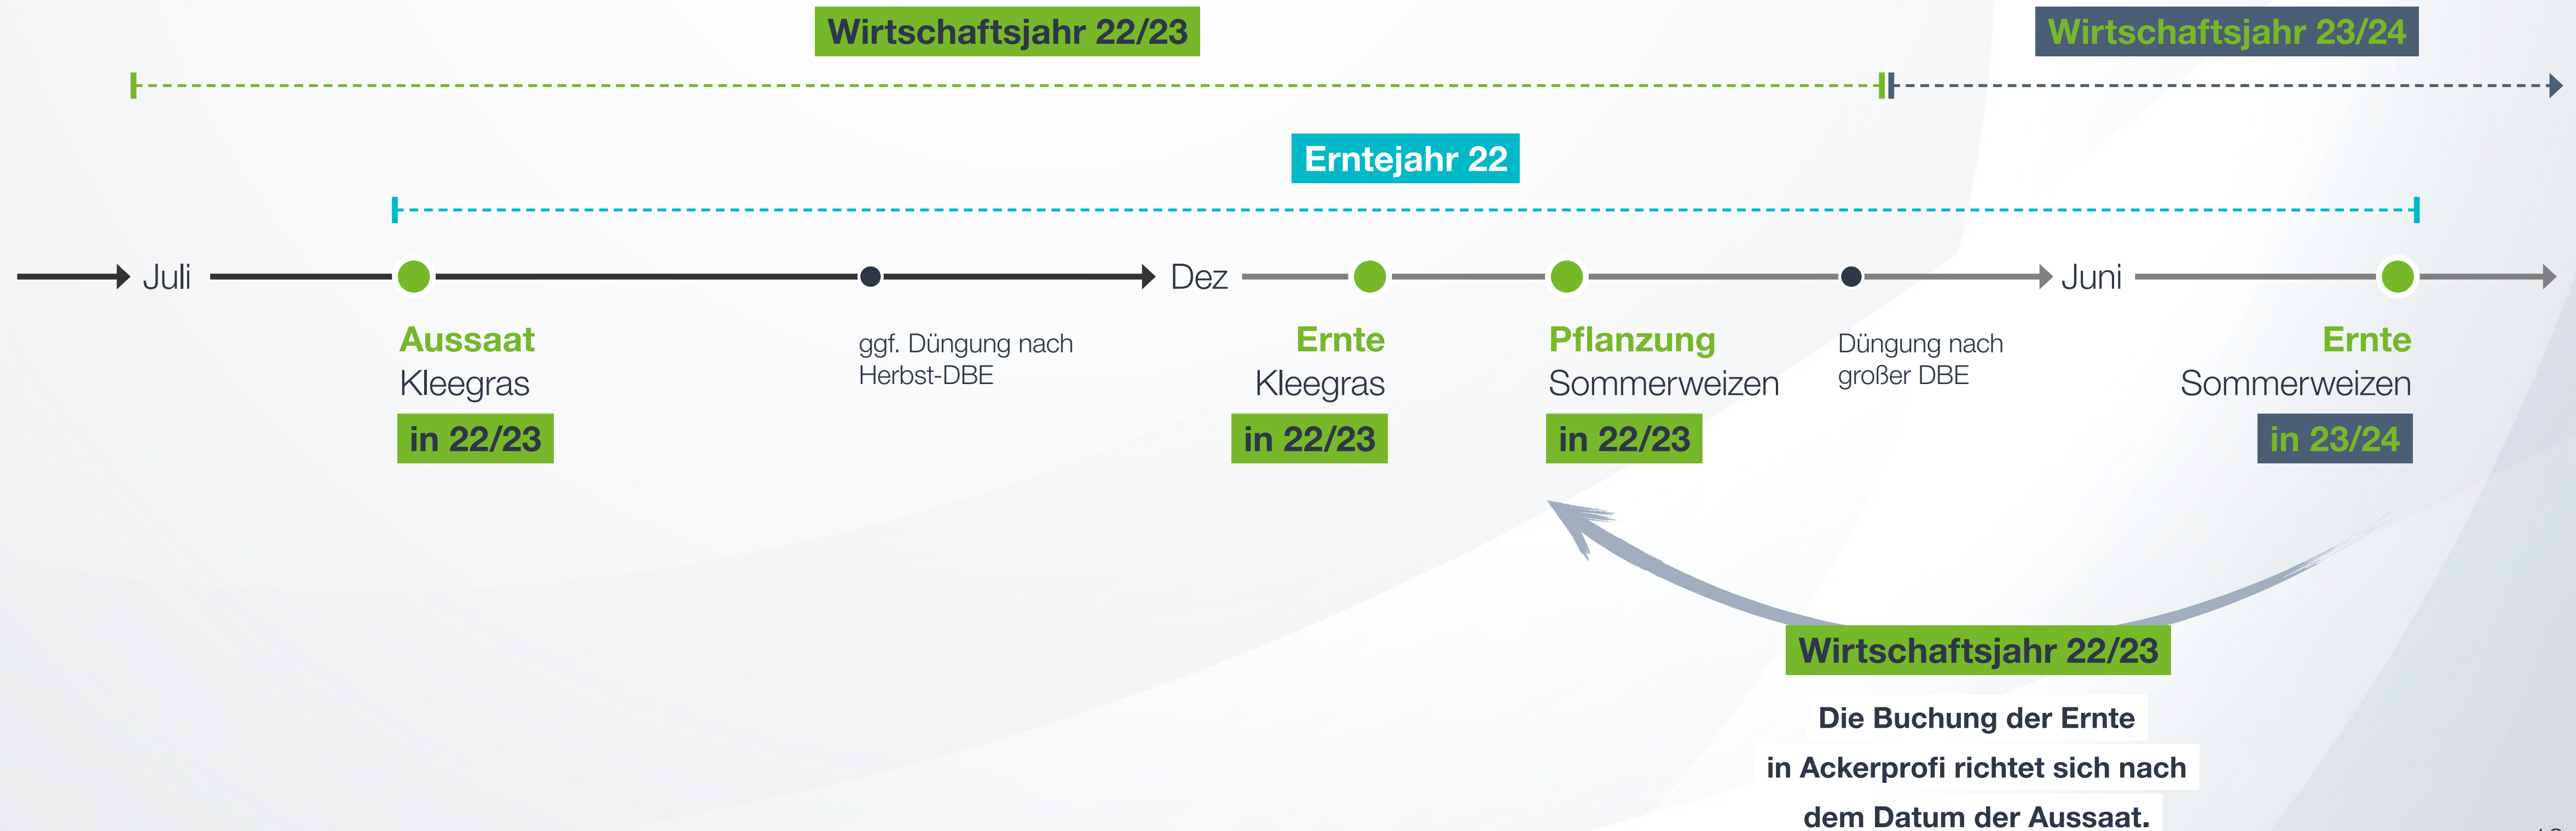 Wirtschaftsjahr 22/23
Wirtschaftsjahr 23/24
Erntejahr 22
Juli
Dez
Juni
Aussaat
Kleegras
in 22/23
ggf. Düngung nach
Herbst-DBE
Ernte
Kleegras
in 22/23
Pflanzung
Sommerweizen
in 22/23
Düngung nach
großer DBE
Ernte
Sommerweizen
in 23/24
Wirtschaftsjahr 22/23
Die Buchung der Ernte
in Ackerprofi richtet sich nach
dem Datum der Aussaat.